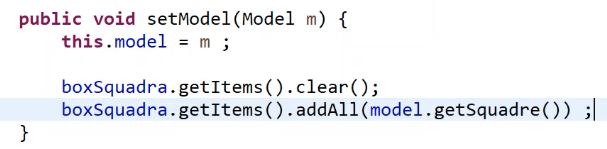 public void setModel(Model m) {
this.model = m ;
boxSquadra.getItems().clear();
boxSquadra.getItems().addAll(model.getSquadre()) ;
}